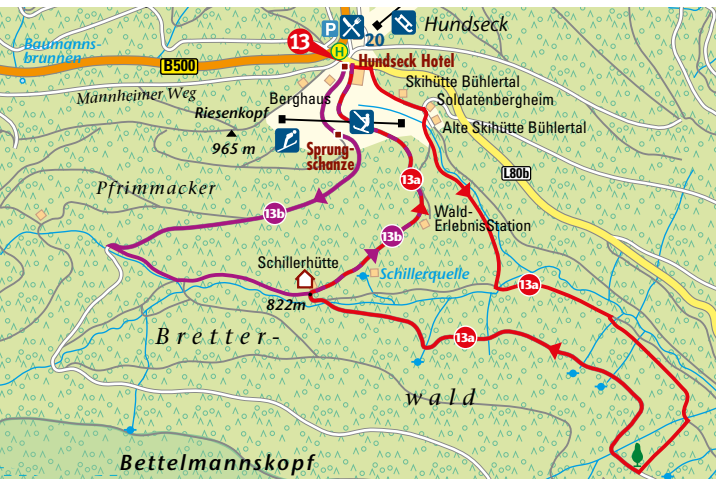 P
Hundseck
20
13
H
Baumanns
brunnen
B500
Hundseck Hotel
Skihütte Bühlertal
Mannheimer Weg
Berghaus
Soldatenbergheim
Riesenkopf
Alte Skihütte Bühlertal
965 m
Sprung-
schanze
L80b
13a
Pfrimmacker
13b
Wald-
ErlebnisStation
13b
Schillerhütte
Schillerquelle
13a
822m
Bretter-
13a
wald
Bettelmannskopf